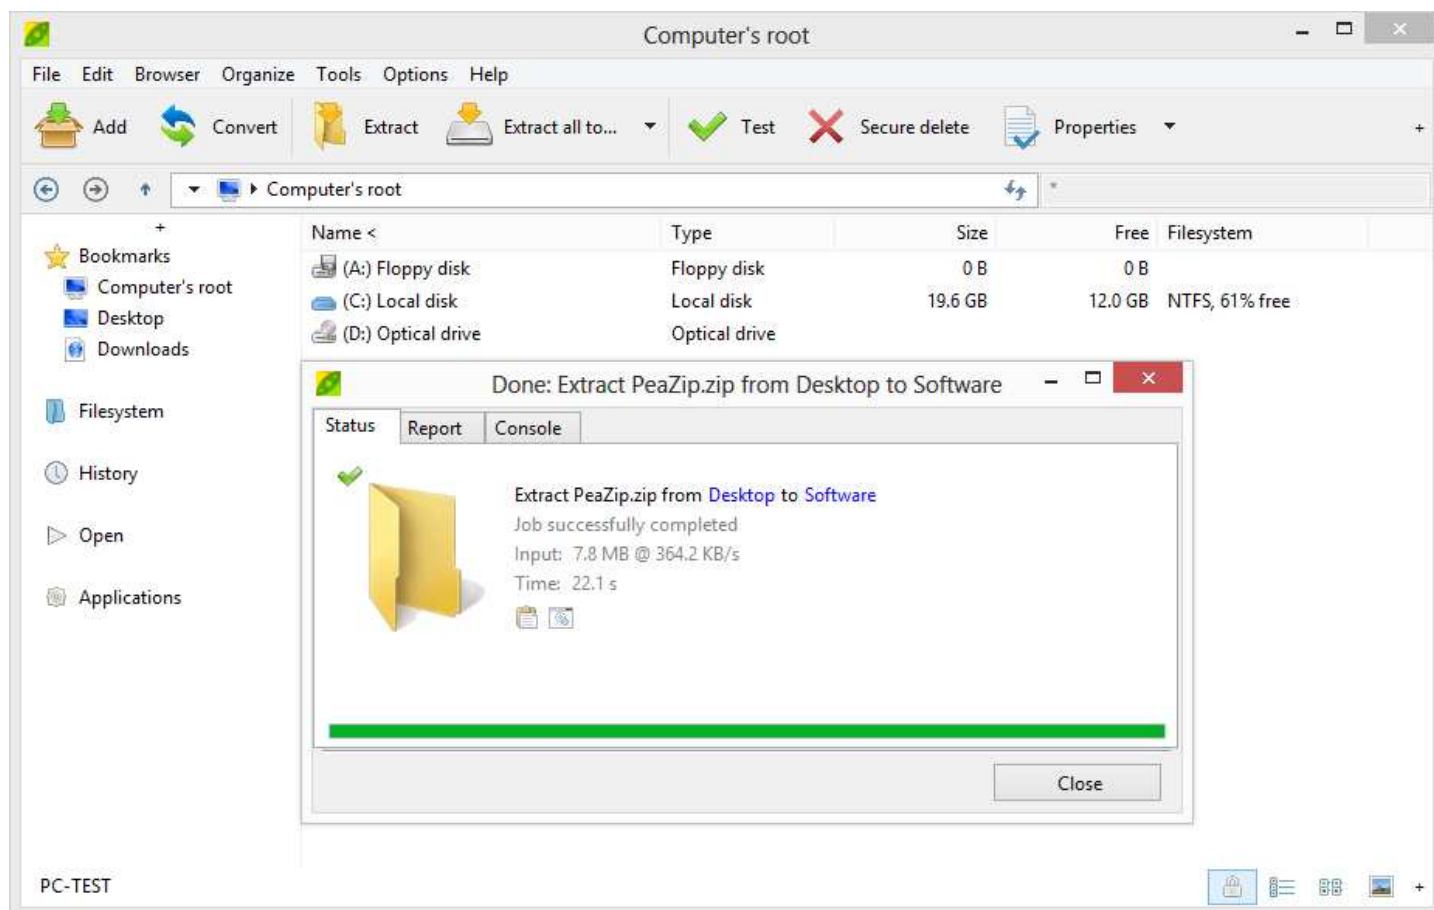 Computer's root
File Edit Browser Organize Tools Options Help
Add Convert Extract Extract all to... Test Secure delete Properties +
Computer's root *
+
Bookmarks
Computer's root
Desktop
Downloads
Filesystem
History
Open
Applications
Name < Type Size Free Filesystem
(A:) Floppy disk Floppy disk 0 B 0 B
(C:) Local disk Local disk 19.6 GB 12.0 GB NTFS, 61% free
(D:) Optical drive Optical drive
Done: Extract PeaZip.zip from Desktop to Software
Status Report Console
Extract PeaZip.zip from Desktop to Software
Job successfully completed
Input: 7.8 MB @ 364.2 KB/s
Time: 22.1 s
Close
PC-TEST +